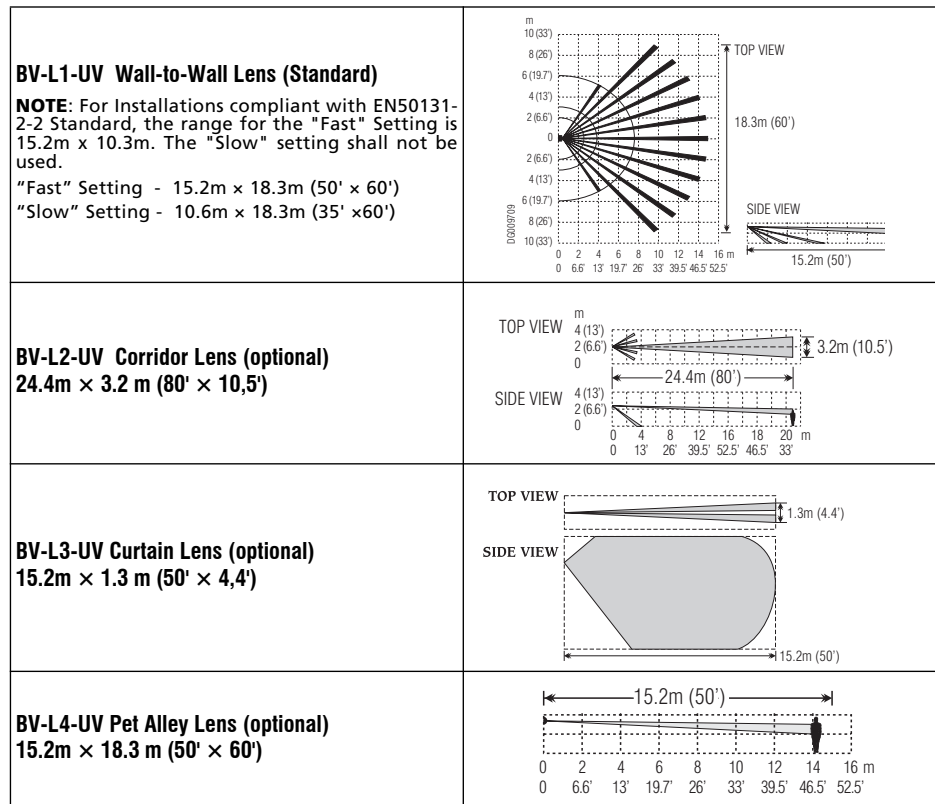 BV-L1-UV Wall-to-Wall Lens (Standard)
NOTE: For Installations compliant with EN50131-
2-2 Standard, the range for the "Fast" Setting is
15.2m x 10.3m. The "Slow" setting shall not be
used.
“Fast” Setting - 15.2m × 18.3m (50' × 60')
“Slow” Setting - 10.6m × 18.3m (35' ×60')
m
10 (33')
8 (26')
6 (19.7')
4 (13')
2 (6.6')
0
2 (6.6')
4 (13')
6 (19.7')
8 (26')
10 (33')
DG009709
TOP VIEW
18.3m (60')
SIDE VIEW
15.2m (50')
0 2 4 6 8 10 12 14 16 m
0 6.6' 13' 19.7' 26' 33' 39.5' 46.5' 52.5'
BV-L2-UV Corridor Lens (optional)
24.4m × 3.2 m (80' × 10,5')
m
TOP VIEW
4 (13')
2 (6.6')
0
3.2m (10.5')
24.4m (80')
SIDE VIEW
4 (13')
2 (6.6')
0
0 4 8 12 16 18 20 m
0 13' 26' 39.5' 52.5' 46.5' 33'
BV-L3-UV Curtain Lens (optional)
15.2m × 1.3 m (50' × 4,4')
TOP VIEW
1.3m (4.4')
SIDE VIEW
15.2m (50')
BV-L4-UV Pet Alley Lens (optional)
15.2m × 18.3 m (50' × 60')
15.2m (50')
0 2 4 6 8 10 12 14 16 m
0 6.6' 13' 19.7' 26' 33' 39.5' 46.5' 52.5'